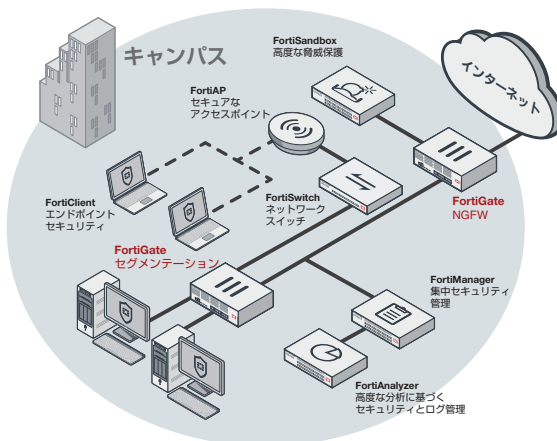 キャンパス
FortiSandbox
高度な脅威保護
インターネット
FortiAP
セキュアな
アクセスポイント
FortiClient
エンドポイント
セキュリティ
FortiSwitch
ネットワーク
スイッチ
FortiGate
NGFW
FortiGate
セグメンテーション
FortiManager
集中セキュリティ
管理
FortiAnalyzer
高度な分析に基づく
セキュリティとログ管理